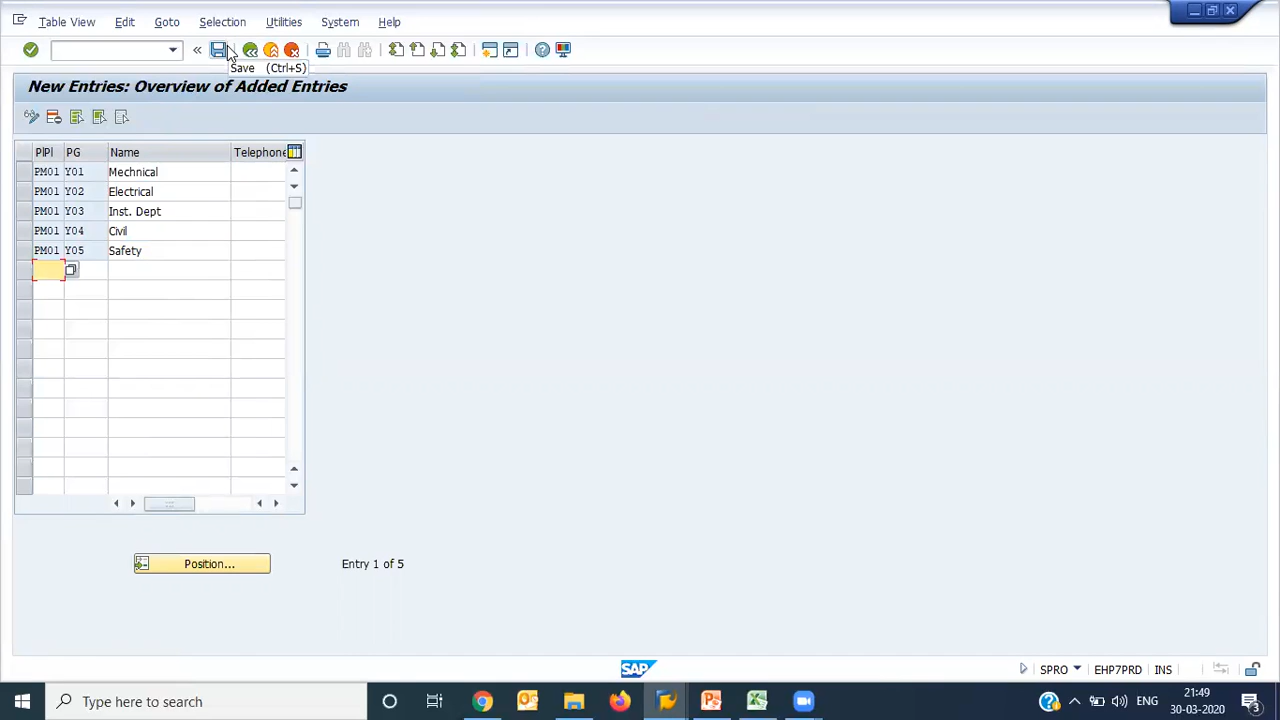 Table View Edit Goto Selection Utilities System Help
Save (Ctrl+S)
New Entries: Overview of Added Entries
PlPl PG Name Telephone
PM01 Y01 Mechnical
PM01 Y02 Electrical
PM01 Y03 Inst. Dept
PM01 Y04 Civil
PM01 Y05 Safety
Position... Entry 1 of 5
SAP SPRO EHP7PRD INS
Type here to search
ENG
21:49
30-03-2020
3